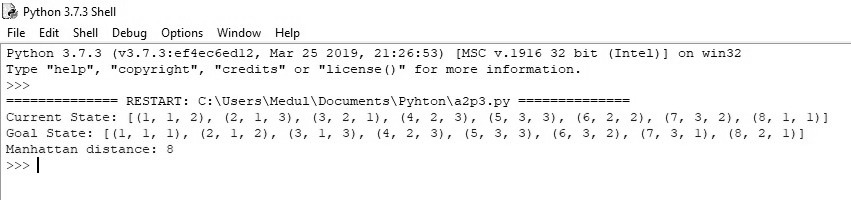 Python 3.7.3 Shell
File Edit Shell Debug Options Window Help
Python 3.7.3 (v3.7.3:ef4ec6ed12, Mar 25 2019, 21:26:53) [MSC v.1916 32 bit (Intel)] on win32
Type "help", "copyright", "credits" or "license()" for more information.
>>>
============== RESTART: C:\Users\Medul\Documents\Pyhton\a2p3.py ==============
Current State: [(1, 1, 2), (2, 1, 3), (3, 2, 1), (4, 2, 3), (5, 3, 3), (6, 2, 2), (7, 3, 2), (8, 1, 1)]
Goal State: [(1, 1, 1), (2, 1, 2), (3, 1, 3), (4, 2, 3), (5, 3, 3), (6, 3, 2), (7, 3, 1), (8, 2, 1)]
Manhattan distance: 8
>>>